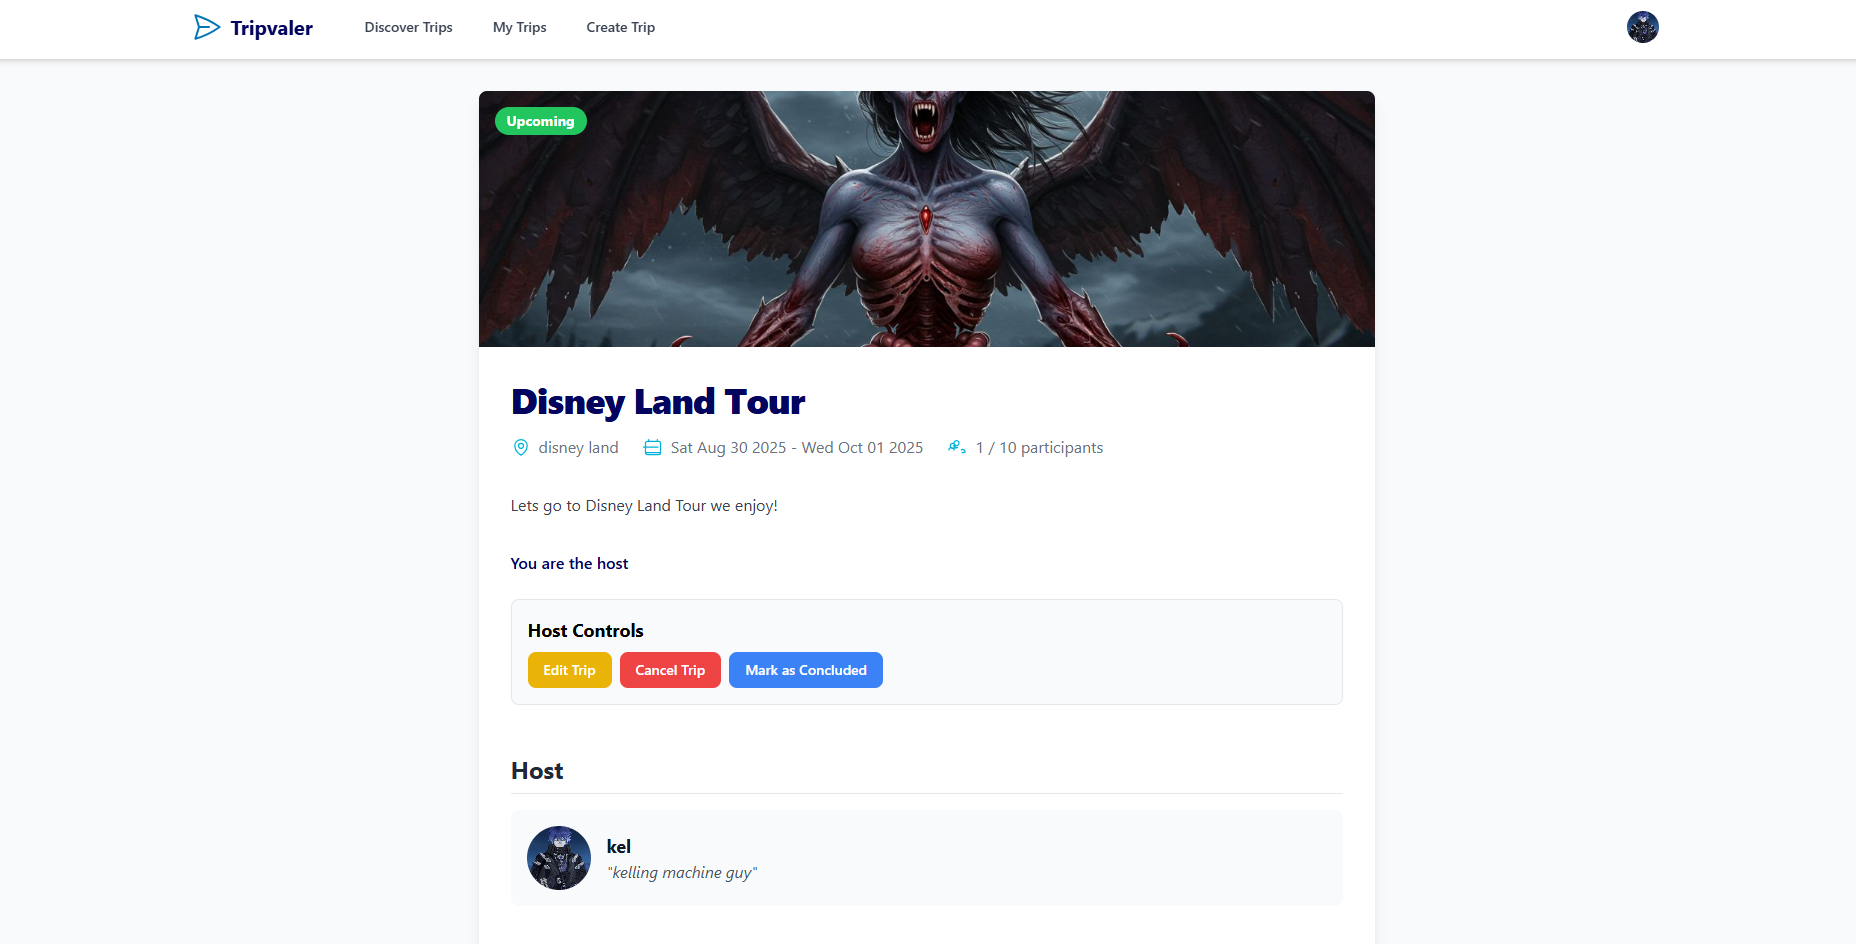 Tripvaler
Discover Trips
My Trips
Create Trip
Upcoming
Disney Land Tour
disney land
Sat Aug 30 2025 - Wed Oct 01 2025
1 / 10 participants
Lets go to Disney Land Tour we enjoy!
You are the host
Host Controls
Edit Trip
Cancel Trip
Mark as Concluded
Host
kel
"kelling machine guy"